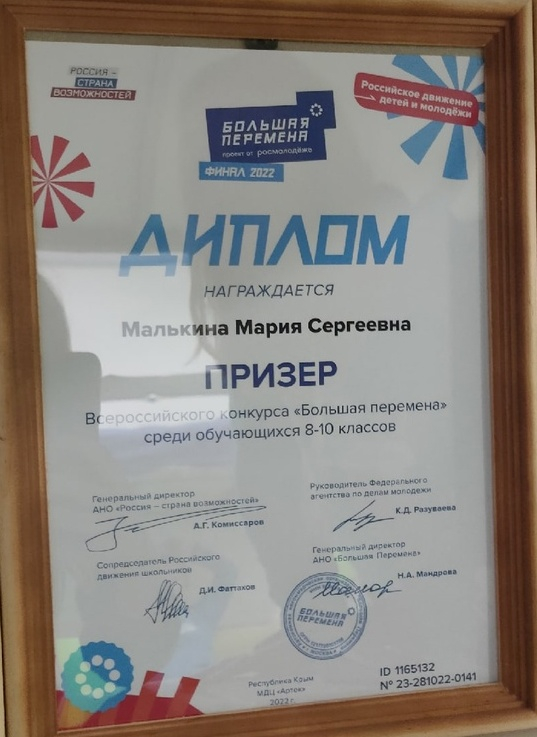 РОССИЯ –
СТРАНА
ВОЗМОЖНОСТЕЙ
Российское движение
детей и молодёжи
БОЛЬШАЯ
ПЕРЕМЕНА
проект от росмолодёжь
ФИНАЛ 2022
ДИПЛОМ
НАГРАЖДАЕТСЯ
Малькина Мария Сергеевна
ПРИЗЕР
Всероссийского конкурса «Большая перемена»
среди обучающихся 8-10 классов
Генеральный директор
АНО «Россия – страна возможностей»
А.Г. Комиссаров
Руководитель Федерального
агентства по делам молодежи
К.Д. Разуваева
Сопредседатель Российского
движения школьников
Д.И. Фаттахов
Генеральный директор
АНО «Большая Перемена»
Н.А. Мандрова
БОЛЬШАЯ
ПЕРЕМЕНА
Республика Крым
МДЦ «Артек»
2022 г.
ID 1165132
N° 23-281022-0141